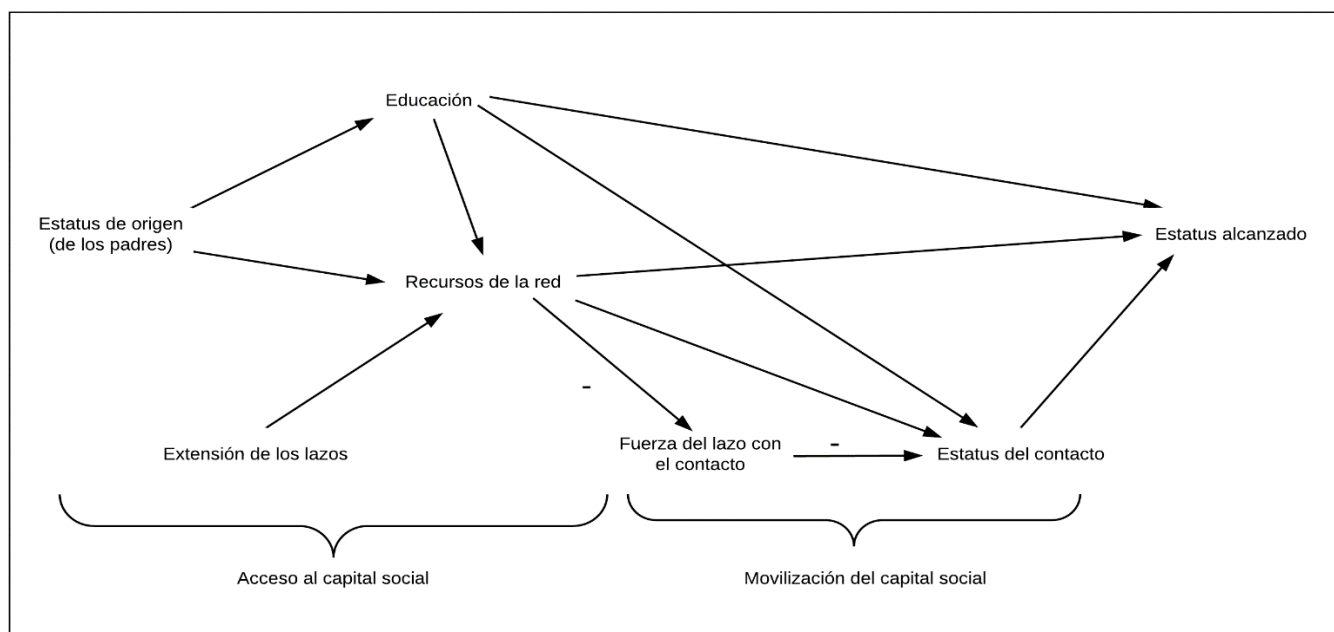 Educación
Estatus de origen
(de los padres)
Estatus alcanzado
Recursos de la red
-
Extensión de los lazos
Fuerza del lazo con
el contacto
-
Estatus del contacto
Acceso al capital social
Movilización del capital social